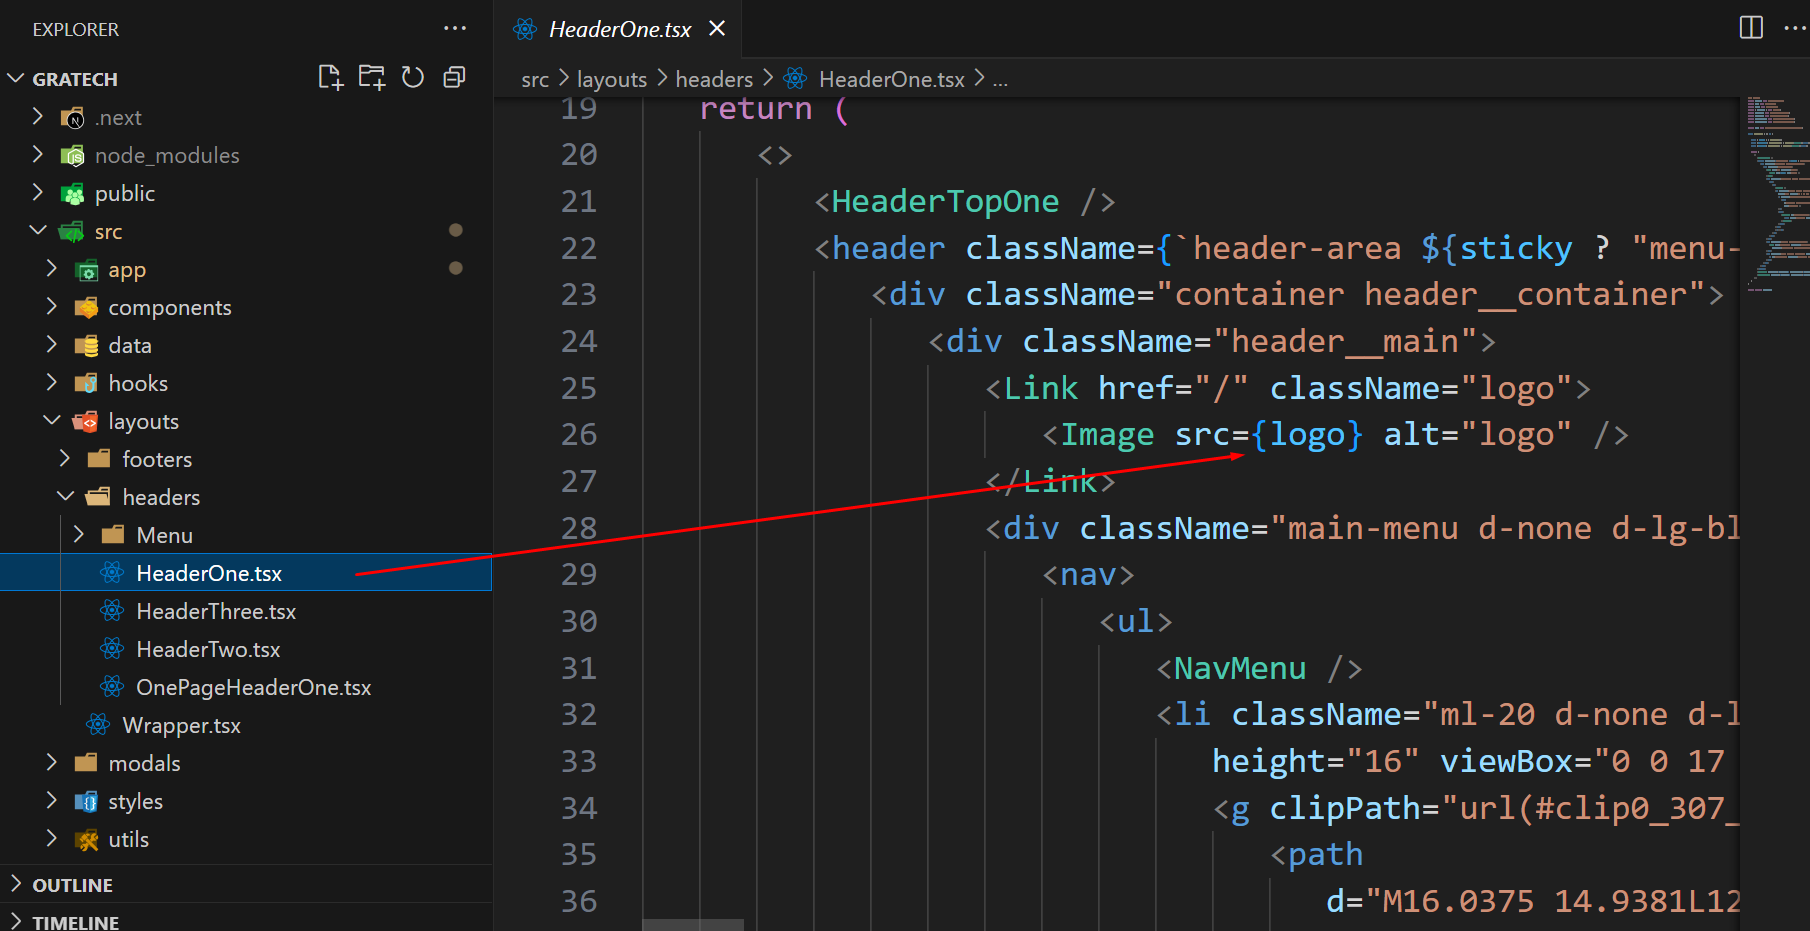 EXPLORER
GRATECH
.next
node_modules
public
src
app
components
data
hooks
layouts
footers
headers
Menu
HeaderOne.tsx
HeaderThree.tsx
HeaderTwo.tsx
OnePageHeaderOne.tsx
Wrapper.tsx
modals
styles
utils
OUTLINE
TIMELINE
HeaderOne.tsx
src > layouts > headers > HeaderOne.tsx > ...
19 return (
20 <>
21 <HeaderTopOne />
22 <header className={`header-area ${sticky ? "menu-
23 <div className="container header__container">
24 <div className="header__main">
25 <Link href="/" className="logo">
26 <Image src={logo} alt="logo" />
27 </Link>
28 <div className="main-menu d-none d-lg-bl
29 <nav>
30 <ul>
31 <NavMenu />
32 <li className="ml-20 d-none d-l
33 height="16" viewBox="0 0 17
34 <g clipPath="url(#clip0_307_
35 <path
36 d="M16.0375 14.9381L12